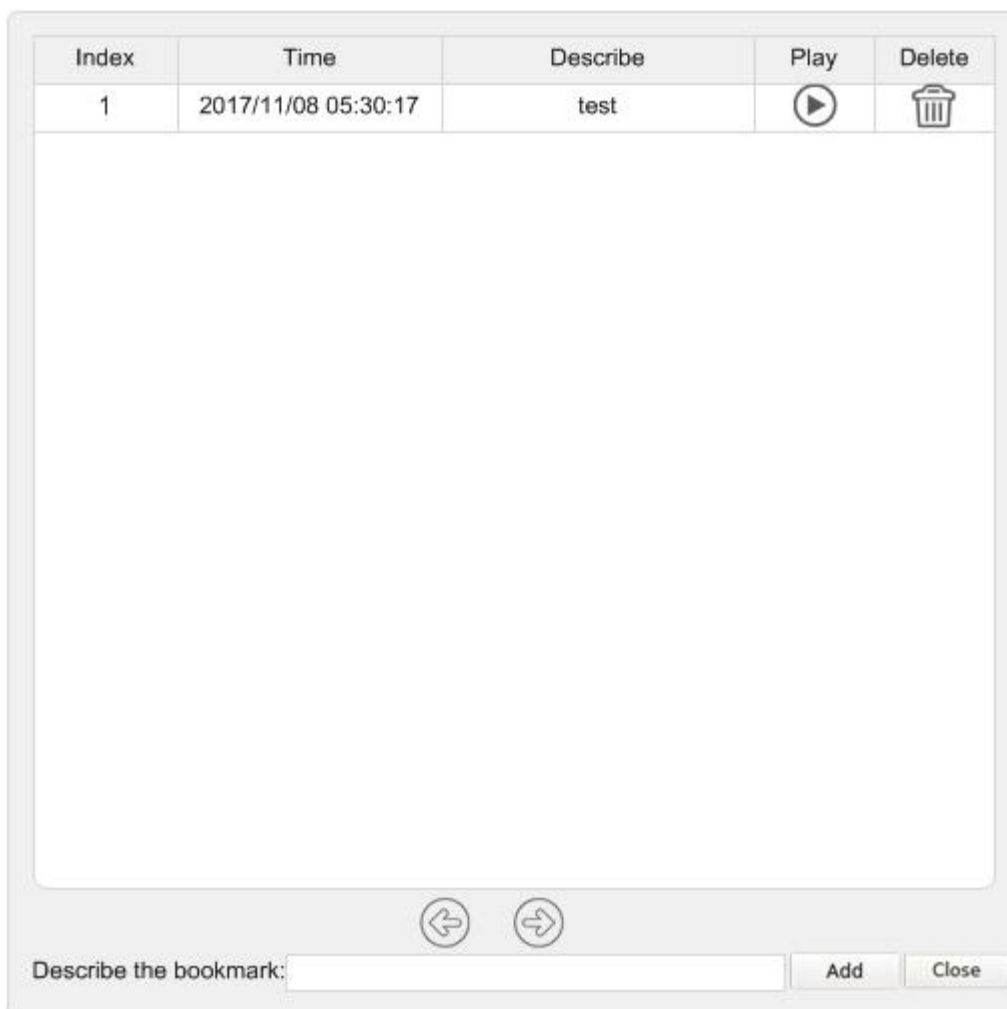 Index Time Describe Play Delete
1 2017/11/08 05:30:17 test
Describe the bookmark: Add Close